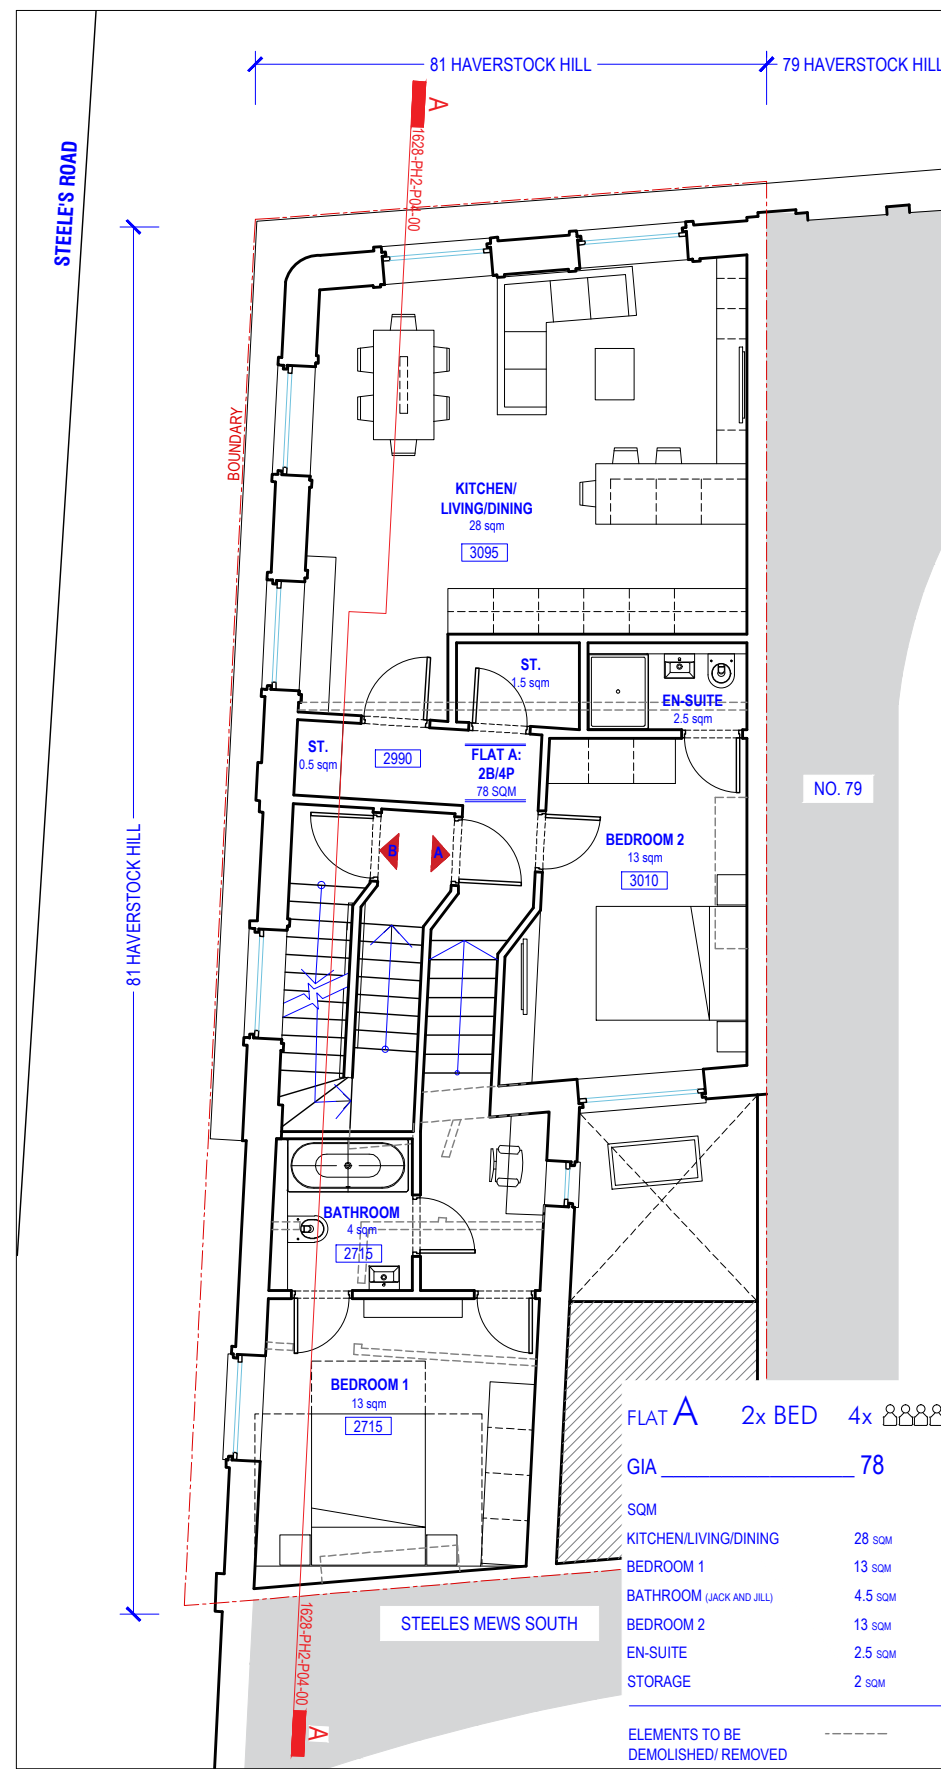 81 HAVERSTOCK HILL
79 HAVERSTOCK HILL
A
1628-PH2-P04-00
STEELE'S ROAD
BOUNDARY
KITCHEN/
LIVING/DINING
28 sqm
3095
ST.
1.5 sqm
EN-SUITE
2.5 sqm
ST.
0.5 sqm
2990
FLAT A:
2B/4P
78 SQM
NO. 79
B
A
BEDROOM 2
13 sqm
3010
81 HAVERSTOCK HILL
BATHROOM
4 sqm
2715
BEDROOM 1
13 sqm
2715
STEELES MEWS SOUTH
1628-PH2-P04-00
A
FLAT A 2x BED 4x
GIA 78
SQM
KITCHEN/LIVING/DINING 28 SQM
BEDROOM 1 13 SQM
BATHROOM (JACK AND JILL) 4.5 SQM
BEDROOM 2 13 SQM
EN-SUITE 2.5 SQM
STORAGE 2 SQM
ELEMENTS TO BE
DEMOLISHED/ REMOVED